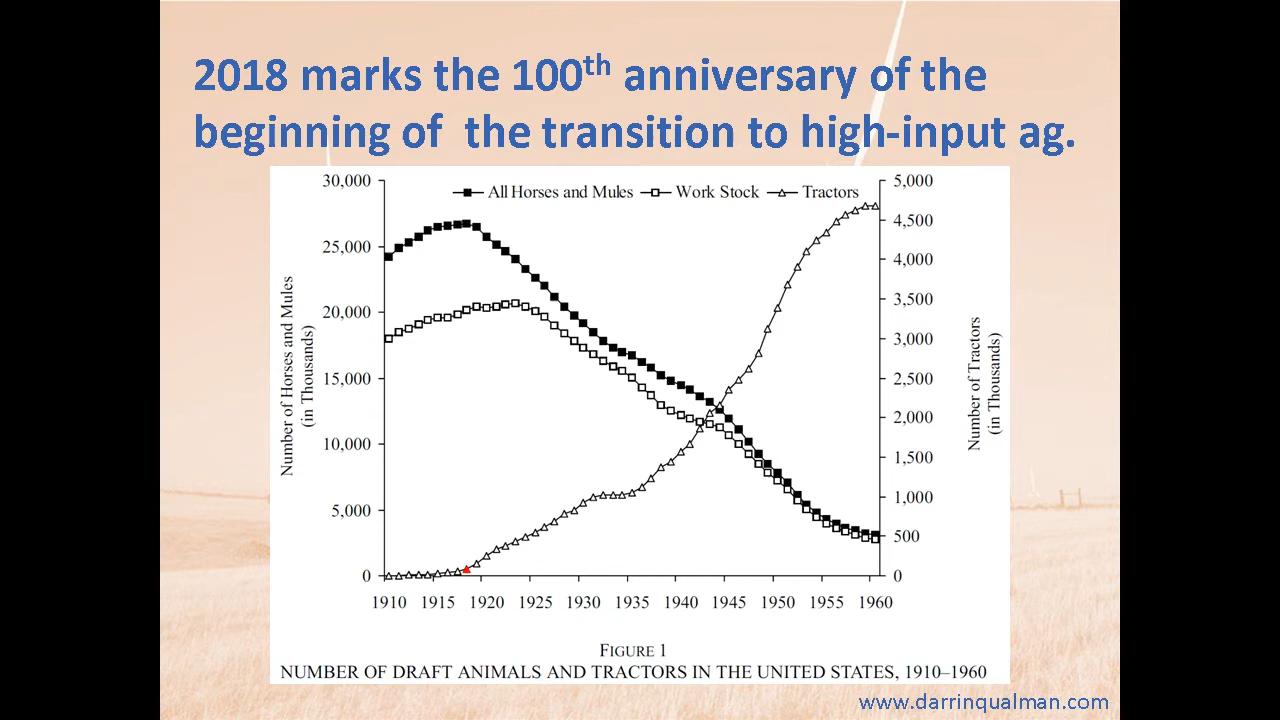 2018 marks the 100th anniversary of the
beginning of the transition to high-input ag.
All Horses and Mules Work Stock Tractors
30,000
25,000
20,000
15,000
10,000
5,000
0
Number of Horses and Mules
(in Thousands)
5,000
4,500
4,000
3,500
3,000
2,500
2,000
1,500
1,000
500
0
Number of Tractors
(in Thousands)
1910 1915 1920 1925 1930 1935 1940 1945 1950 1955 1960
FIGURE 1
NUMBER OF DRAFT ANIMALS AND TRACTORS IN THE UNITED STATES, 1910–1960
www.darrinqualman.com